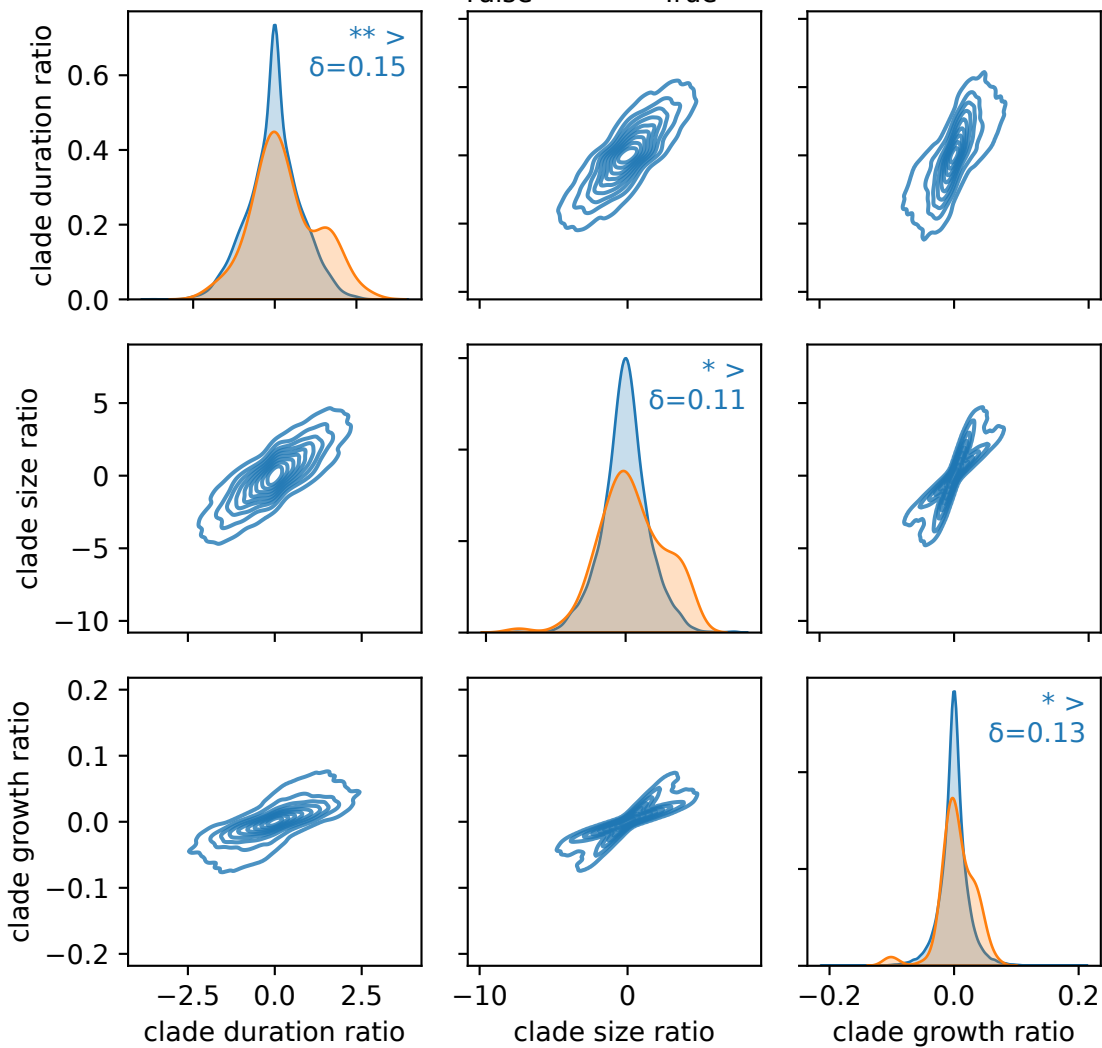 clade duration ratio
0.6
0.4
0.2
0.0
** >
δ=0.15
clade size ratio
5
0
−5
−10
* >
δ=0.11
clade growth ratio
0.2
0.1
0.0
−0.1
−0.2
* >
δ=0.13
−2.5 0.0 2.5
−10 0
−0.2 0.0 0.2
clade duration ratio
clade size ratio
clade growth ratio